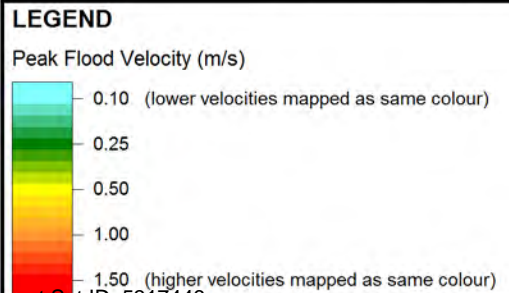 LEGEND
Peak Flood Velocity (m/s)
0.10 (lower velocities mapped as same colour)
0.25
0.50
1.00
1.50 (higher velocities mapped as same colour)